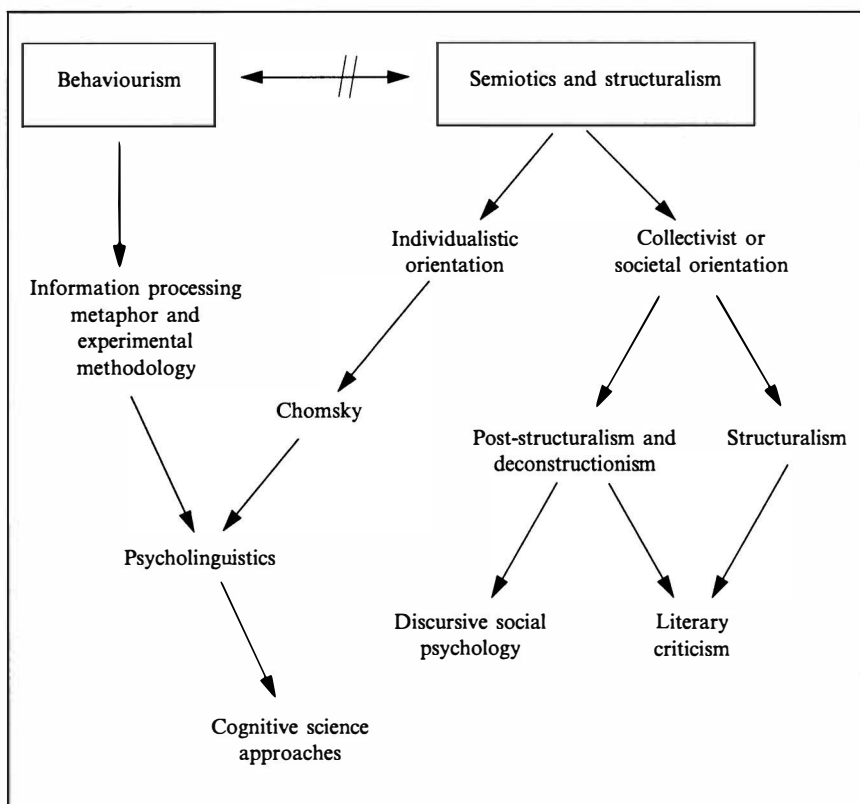 Behaviourism
Semiotics and structuralism
Individualistic
orientation
Collectivist or
societal orientation
Information processing
metaphor and
experimental
methodology
Chomsky
Post-structuralism and
deconstructionism
Structuralism
Psycholinguistics
Discursive social
psychology
Literary
criticism
Cognitive science
approaches